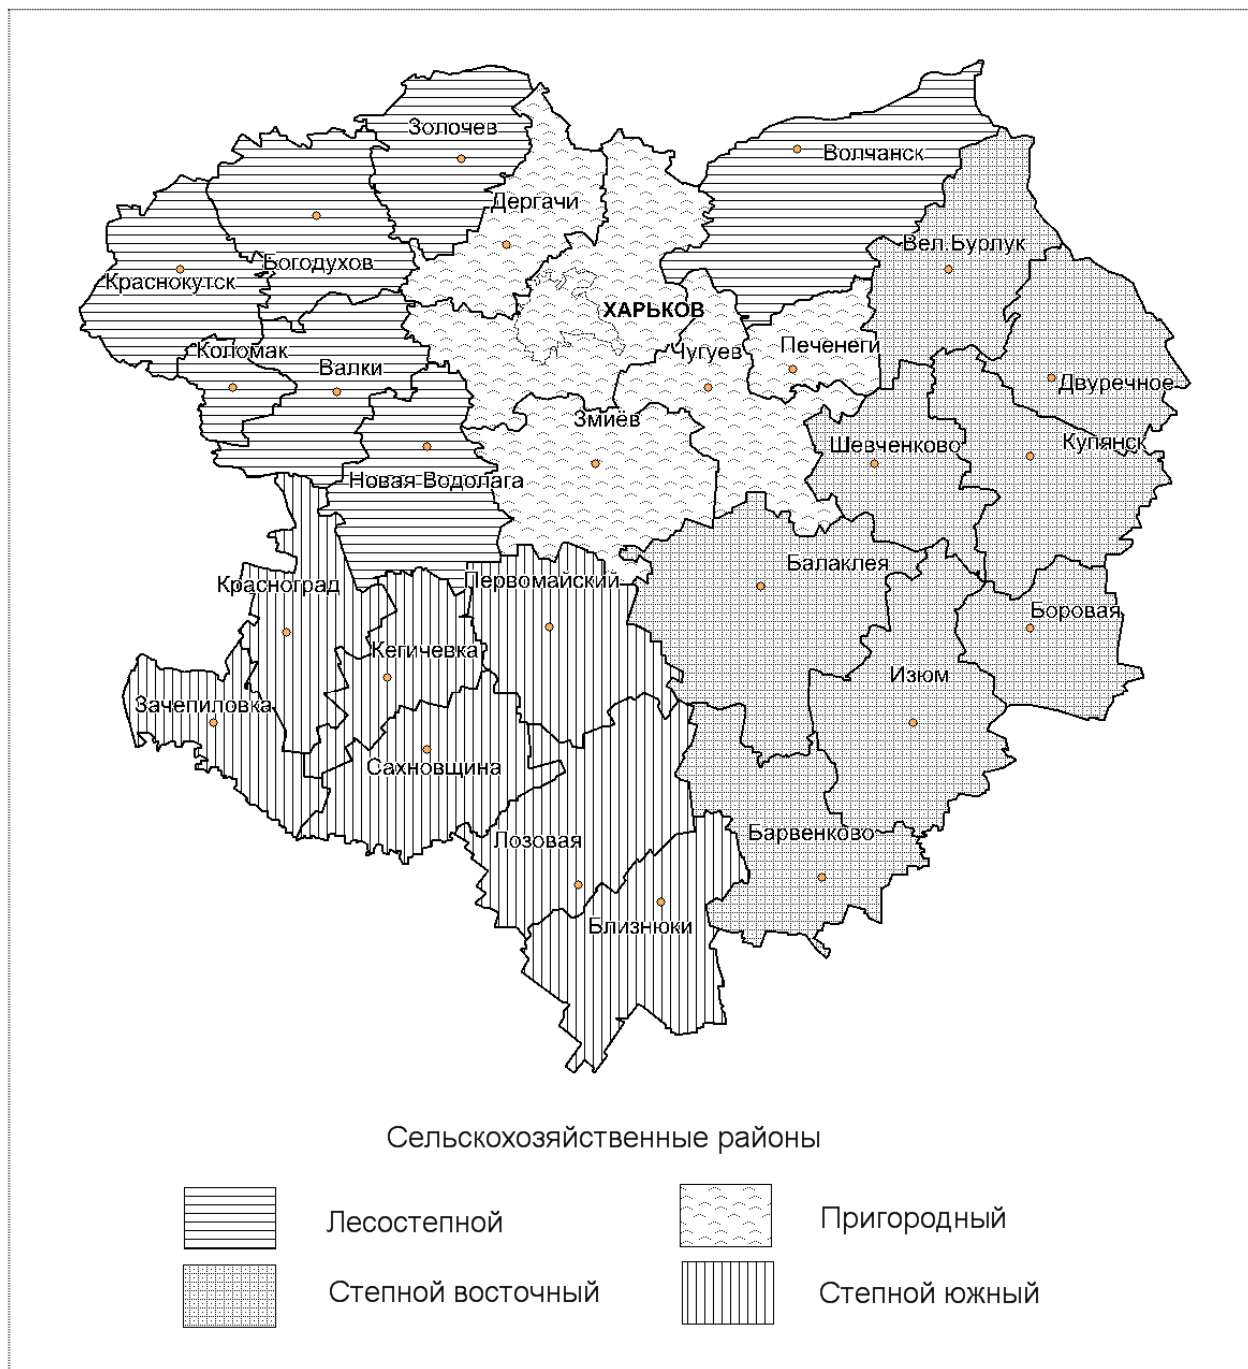 Золочев
Волчанск
Дергачи
Вел.Бурлук
Богодухов
Краснокутск
ХАРЬКОВ
Печенеги
Коломак
Чугуев
Валки
Двуречное
Змиёв
Шевченково
Купянск
Новая Водолага
Балаклея
Красноград
Первомайский
Боровая
Кегичевка
Изюм
Зачепиловка
Сахновщина
Барвенково
Лозовая
Близнюки
Сельскохозяйственные районы
Лесостепной
Пригородный
Степной восточный
Степной южный